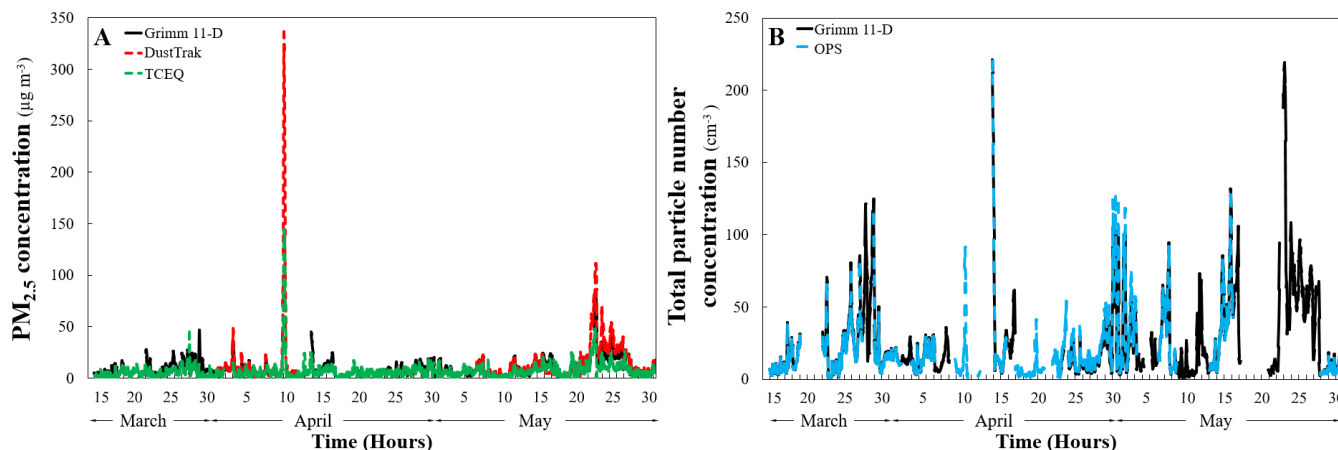 A
Grimm 11-D
DustTrak
TCEQ
PM2.5 concentration (µg m-3)
350
300
250
200
150
100
50
0
15 20 25 30 5 10 15 20 25 30 5 10 15 20 25 30
March April May
Time (Hours)
B
Grimm 11-D
OPS
Total particle number
concentration (cm-3)
250
200
150
100
50
0
15 20 25 30 5 10 15 20 25 30 5 10 15 20 25 30
March April May
Time (Hours)